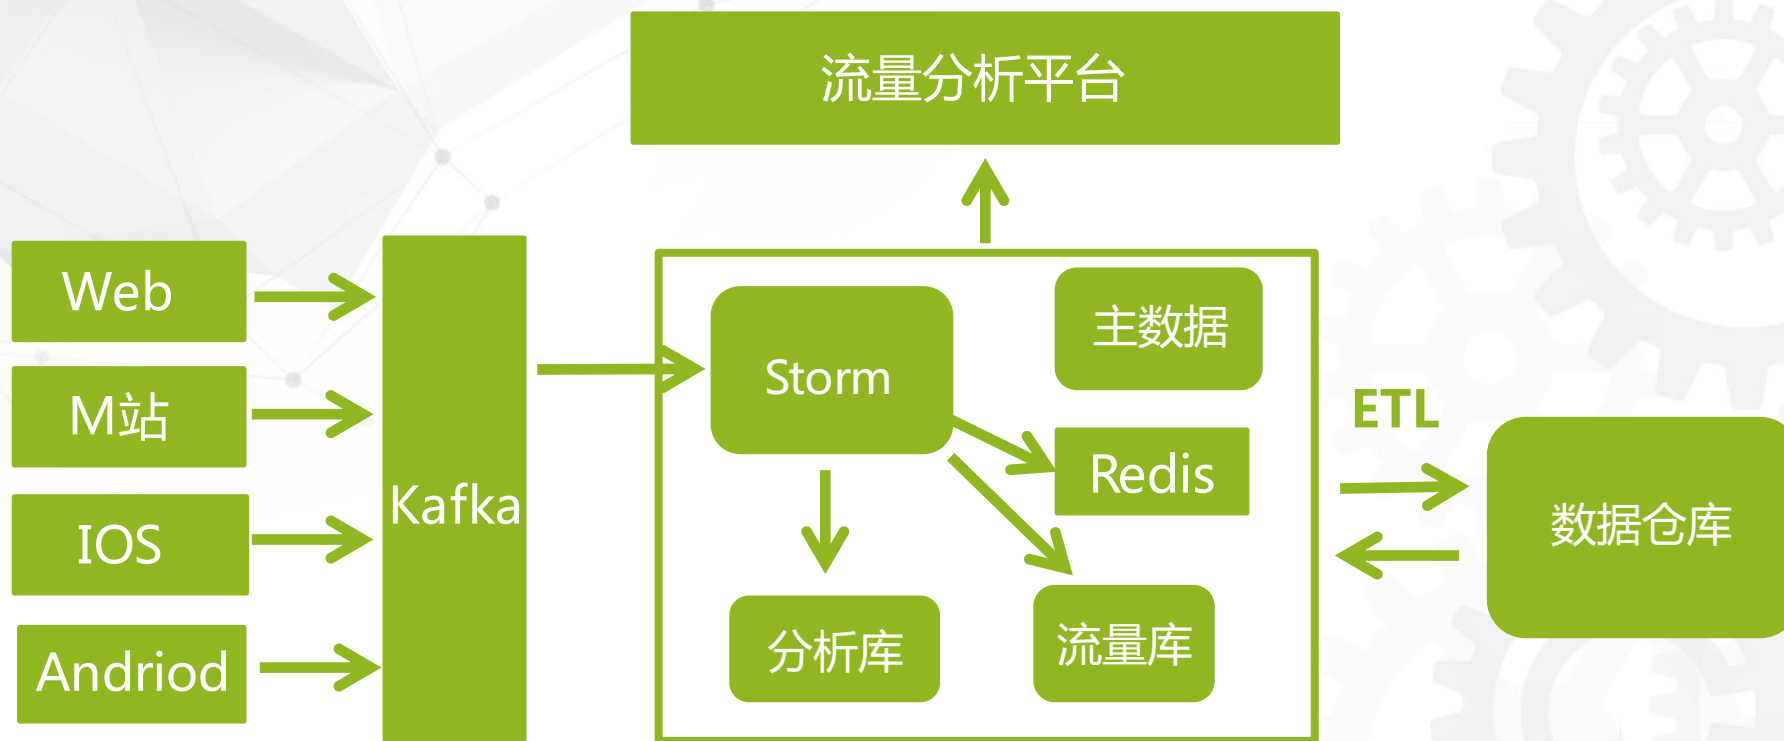 流量分析平台
Web
M站
IOS
Andriod
Kafka
Storm
主数据
Redis
分析库
流量库
ETL
数据仓库